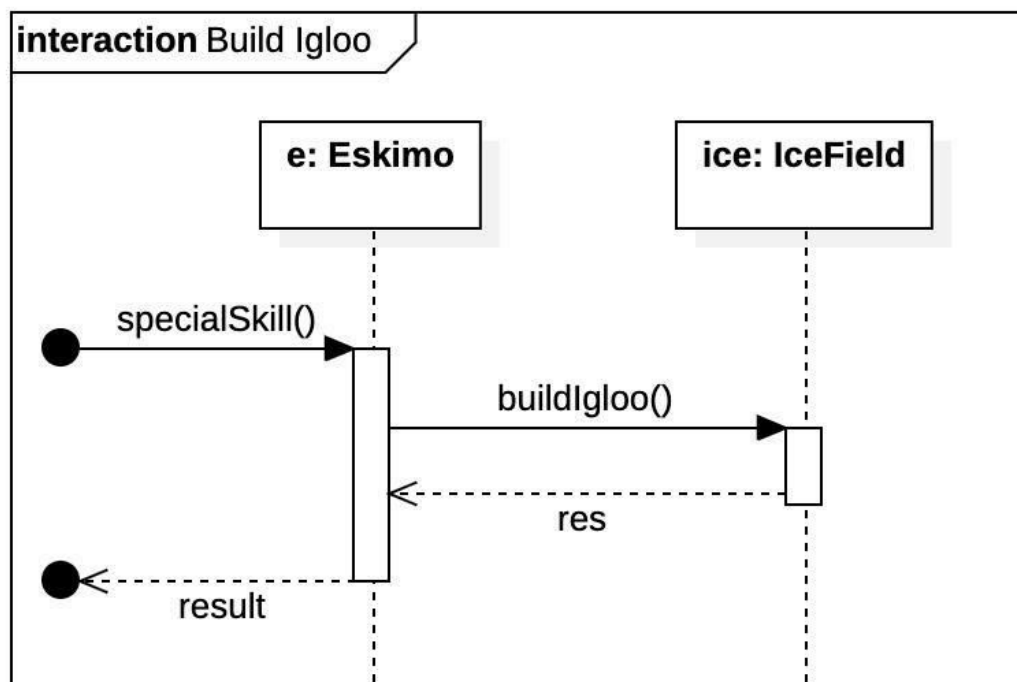 interaction Build Igloo
e: Eskimo
ice: IceField
specialSkill()
buildIgloo()
res
result